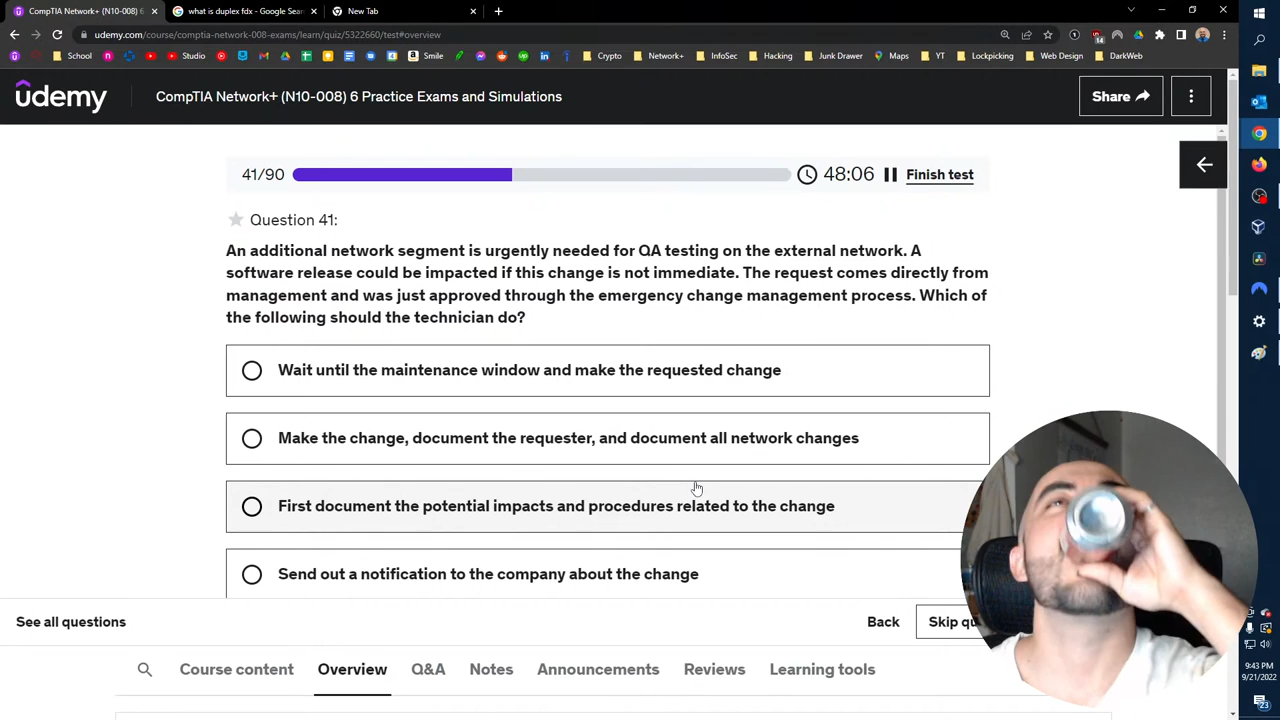 CompTIA Network+ (N10-008) 6
what is duplex fdx - Google Sear
New Tab
udemy.com/course/comptia-network-008-exams/learn/quiz/5322660/test#overview
School
Studio
Smile
Crypto
Network+
InfoSec
Hacking
Junk Drawer
Maps
YT
Lockpicking
Web Design
DarkWeb
ûdemy
CompTIA Network+ (N10-008) 6 Practice Exams and Simulations
Share
41/90
48:06
Finish test
Question 41:
An additional network segment is urgently needed for QA testing on the external network. A
software release could be impacted if this change is not immediate. The request comes directly from
management and was just approved through the emergency change management process. Which of
the following should the technician do?
Wait until the maintenance window and make the requested change
Make the change, document the requester, and document all network changes
First document the potential impacts and procedures related to the change
Send out a notification to the company about the change
See all questions
Back
Skip qu
Course content
Overview
Q&A
Notes
Announcements
Reviews
Learning tools
9:43 PM
9/21/2022
23